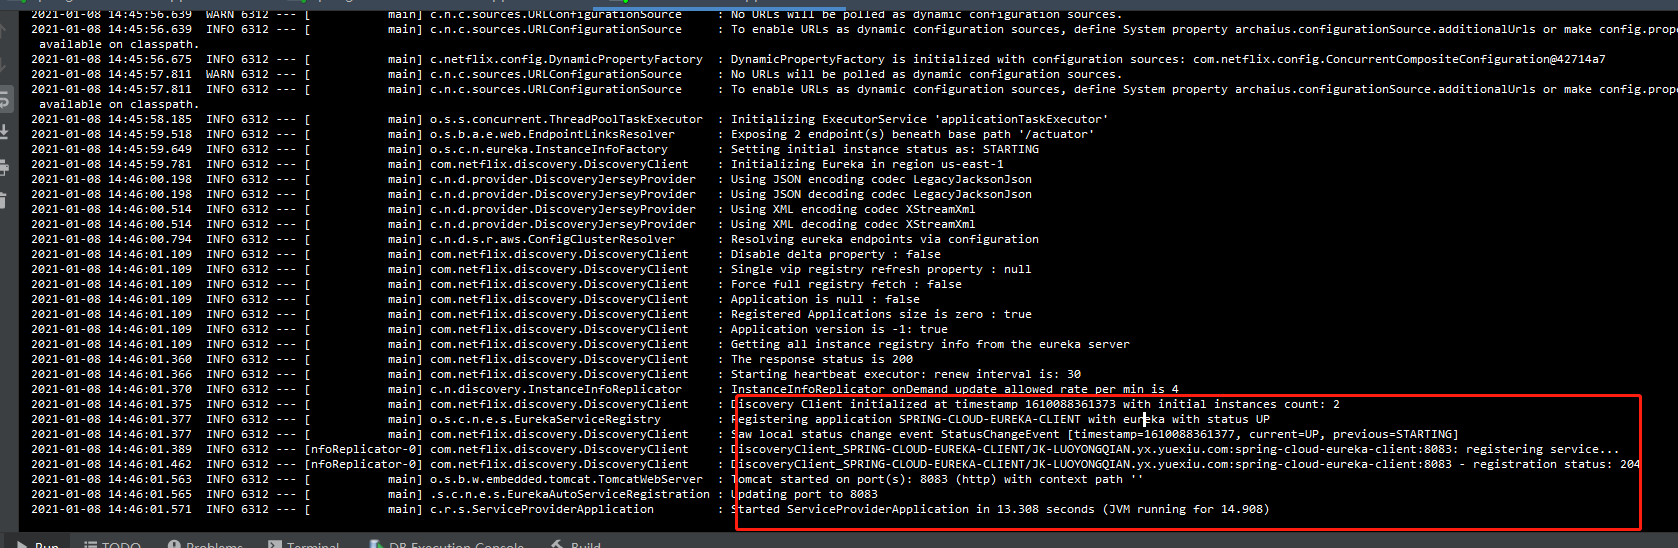 2021-01-08 14:45:56.639  WARN 6312 --- [           main] c.n.c.sources.URLConfigurationSource     : No URLs will be polled as dynamic configuration sources.
2021-01-08 14:45:56.639  INFO 6312 --- [           main] c.n.c.sources.URLConfigurationSource     : To enable URLs as dynamic configuration sources, define System property archaius.configurationSource.additionalUrls or make config.prop
available on classpath.
2021-01-08 14:45:56.675  INFO 6312 --- [           main] c.netflix.config.DynamicPropertyFactory  : DynamicPropertyFactory is initialized with configuration sources: com.netflix.config.ConcurrentCompositeConfiguration@42714a7
2021-01-08 14:45:57.811  WARN 6312 --- [           main] c.n.c.sources.URLConfigurationSource     : No URLs will be polled as dynamic configuration sources.
2021-01-08 14:45:57.811  INFO 6312 --- [           main] c.n.c.sources.URLConfigurationSource     : To enable URLs as dynamic configuration sources, define System property archaius.configurationSource.additionalUrls or make config.prop
available on classpath.
2021-01-08 14:45:58.185  INFO 6312 --- [           main] o.s.s.concurrent.ThreadPoolTaskExecutor  : Initializing ExecutorService 'applicationTaskExecutor'
2021-01-08 14:45:59.518  INFO 6312 --- [           main] o.s.b.a.e.web.EndpointLinksResolver      : Exposing 2 endpoint(s) beneath base path '/actuator'
2021-01-08 14:45:59.649  INFO 6312 --- [           main] o.s.c.n.eureka.InstanceInfoFactory       : Setting initial instance status as: STARTING
2021-01-08 14:45:59.781  INFO 6312 --- [           main] com.netflix.discovery.DiscoveryClient    : Initializing Eureka in region us-east-1
2021-01-08 14:46:00.198  INFO 6312 --- [           main] c.n.d.provider.DiscoveryJerseyProvider   : Using JSON encoding codec LegacyJacksonJson
2021-01-08 14:46:00.198  INFO 6312 --- [           main] c.n.d.provider.DiscoveryJerseyProvider   : Using JSON decoding codec LegacyJacksonJson
2021-01-08 14:46:00.514  INFO 6312 --- [           main] c.n.d.provider.DiscoveryJerseyProvider   : Using XML encoding codec XStreamXml
2021-01-08 14:46:00.514  INFO 6312 --- [           main] c.n.d.provider.DiscoveryJerseyProvider   : Using XML decoding codec XStreamXml
2021-01-08 14:46:00.794  INFO 6312 --- [           main] c.n.d.s.r.aws.ConfigClusterResolver      : Resolving eureka endpoints via configuration
2021-01-08 14:46:01.109  INFO 6312 --- [           main] com.netflix.discovery.DiscoveryClient    : Disable delta property : false
2021-01-08 14:46:01.109  INFO 6312 --- [           main] com.netflix.discovery.DiscoveryClient    : Single vip registry refresh property : null
2021-01-08 14:46:01.109  INFO 6312 --- [           main] com.netflix.discovery.DiscoveryClient    : Force full registry fetch : false
2021-01-08 14:46:01.109  INFO 6312 --- [           main] com.netflix.discovery.DiscoveryClient    : Application is null : false
2021-01-08 14:46:01.109  INFO 6312 --- [           main] com.netflix.discovery.DiscoveryClient    : Registered Applications size is zero : true
2021-01-08 14:46:01.109  INFO 6312 --- [           main] com.netflix.discovery.DiscoveryClient    : Application version is -1: true
2021-01-08 14:46:01.109  INFO 6312 --- [           main] com.netflix.discovery.DiscoveryClient    : Getting all instance registry info from the eureka server
2021-01-08 14:46:01.360  INFO 6312 --- [           main] com.netflix.discovery.DiscoveryClient    : The response status is 200
2021-01-08 14:46:01.366  INFO 6312 --- [           main] com.netflix.discovery.DiscoveryClient    : Starting heartbeat executor: renew interval is: 30
2021-01-08 14:46:01.370  INFO 6312 --- [           main] c.n.discovery.InstanceInfoReplicator     : InstanceInfoReplicator onDemand update allowed rate per min is 4
2021-01-08 14:46:01.375  INFO 6312 --- [           main] com.netflix.discovery.DiscoveryClient    : Discovery Client initialized at timestamp 1610088361373 with initial instances count: 2
2021-01-08 14:46:01.377  INFO 6312 --- [           main] o.s.c.n.e.s.EurekaServiceRegistry        : Registering application SPRING-CLOUD-EUREKA-CLIENT with eureka with status UP
2021-01-08 14:46:01.377  INFO 6312 --- [           main] com.netflix.discovery.DiscoveryClient    : Saw local status change event StatusChangeEvent [timestamp=1610088361377, current=UP, previous=STARTING]
2021-01-08 14:46:01.389  INFO 6312 --- [nfoReplicator-0] com.netflix.discovery.DiscoveryClient    : DiscoveryClient_SPRING-CLOUD-EUREKA-CLIENT/JK-LUOYONGQIAN.yx.yuexiu.com:spring-cloud-eureka-client:8083: registering service...
2021-01-08 14:46:01.462  INFO 6312 --- [nfoReplicator-0] com.netflix.discovery.DiscoveryClient    : DiscoveryClient_SPRING-CLOUD-EUREKA-CLIENT/JK-LUOYONGQIAN.yx.yuexiu.com:spring-cloud-eureka-client:8083 - registration status: 204
2021-01-08 14:46:01.563  INFO 6312 --- [           main] o.s.b.w.embedded.tomcat.TomcatWebServer  : Tomcat started on port(s): 8083 (http) with context path ''
2021-01-08 14:46:01.565  INFO 6312 --- [           main] .s.c.n.e.s.EurekaAutoServiceRegistration : Updating port to 8083
2021-01-08 14:46:01.571  INFO 6312 --- [           main] c.r.s.ServiceProviderApplication         : Started ServiceProviderApplication in 13.308 seconds (JVM running for 14.908)
Run TODO Problems Terminal DB Execution Console Build